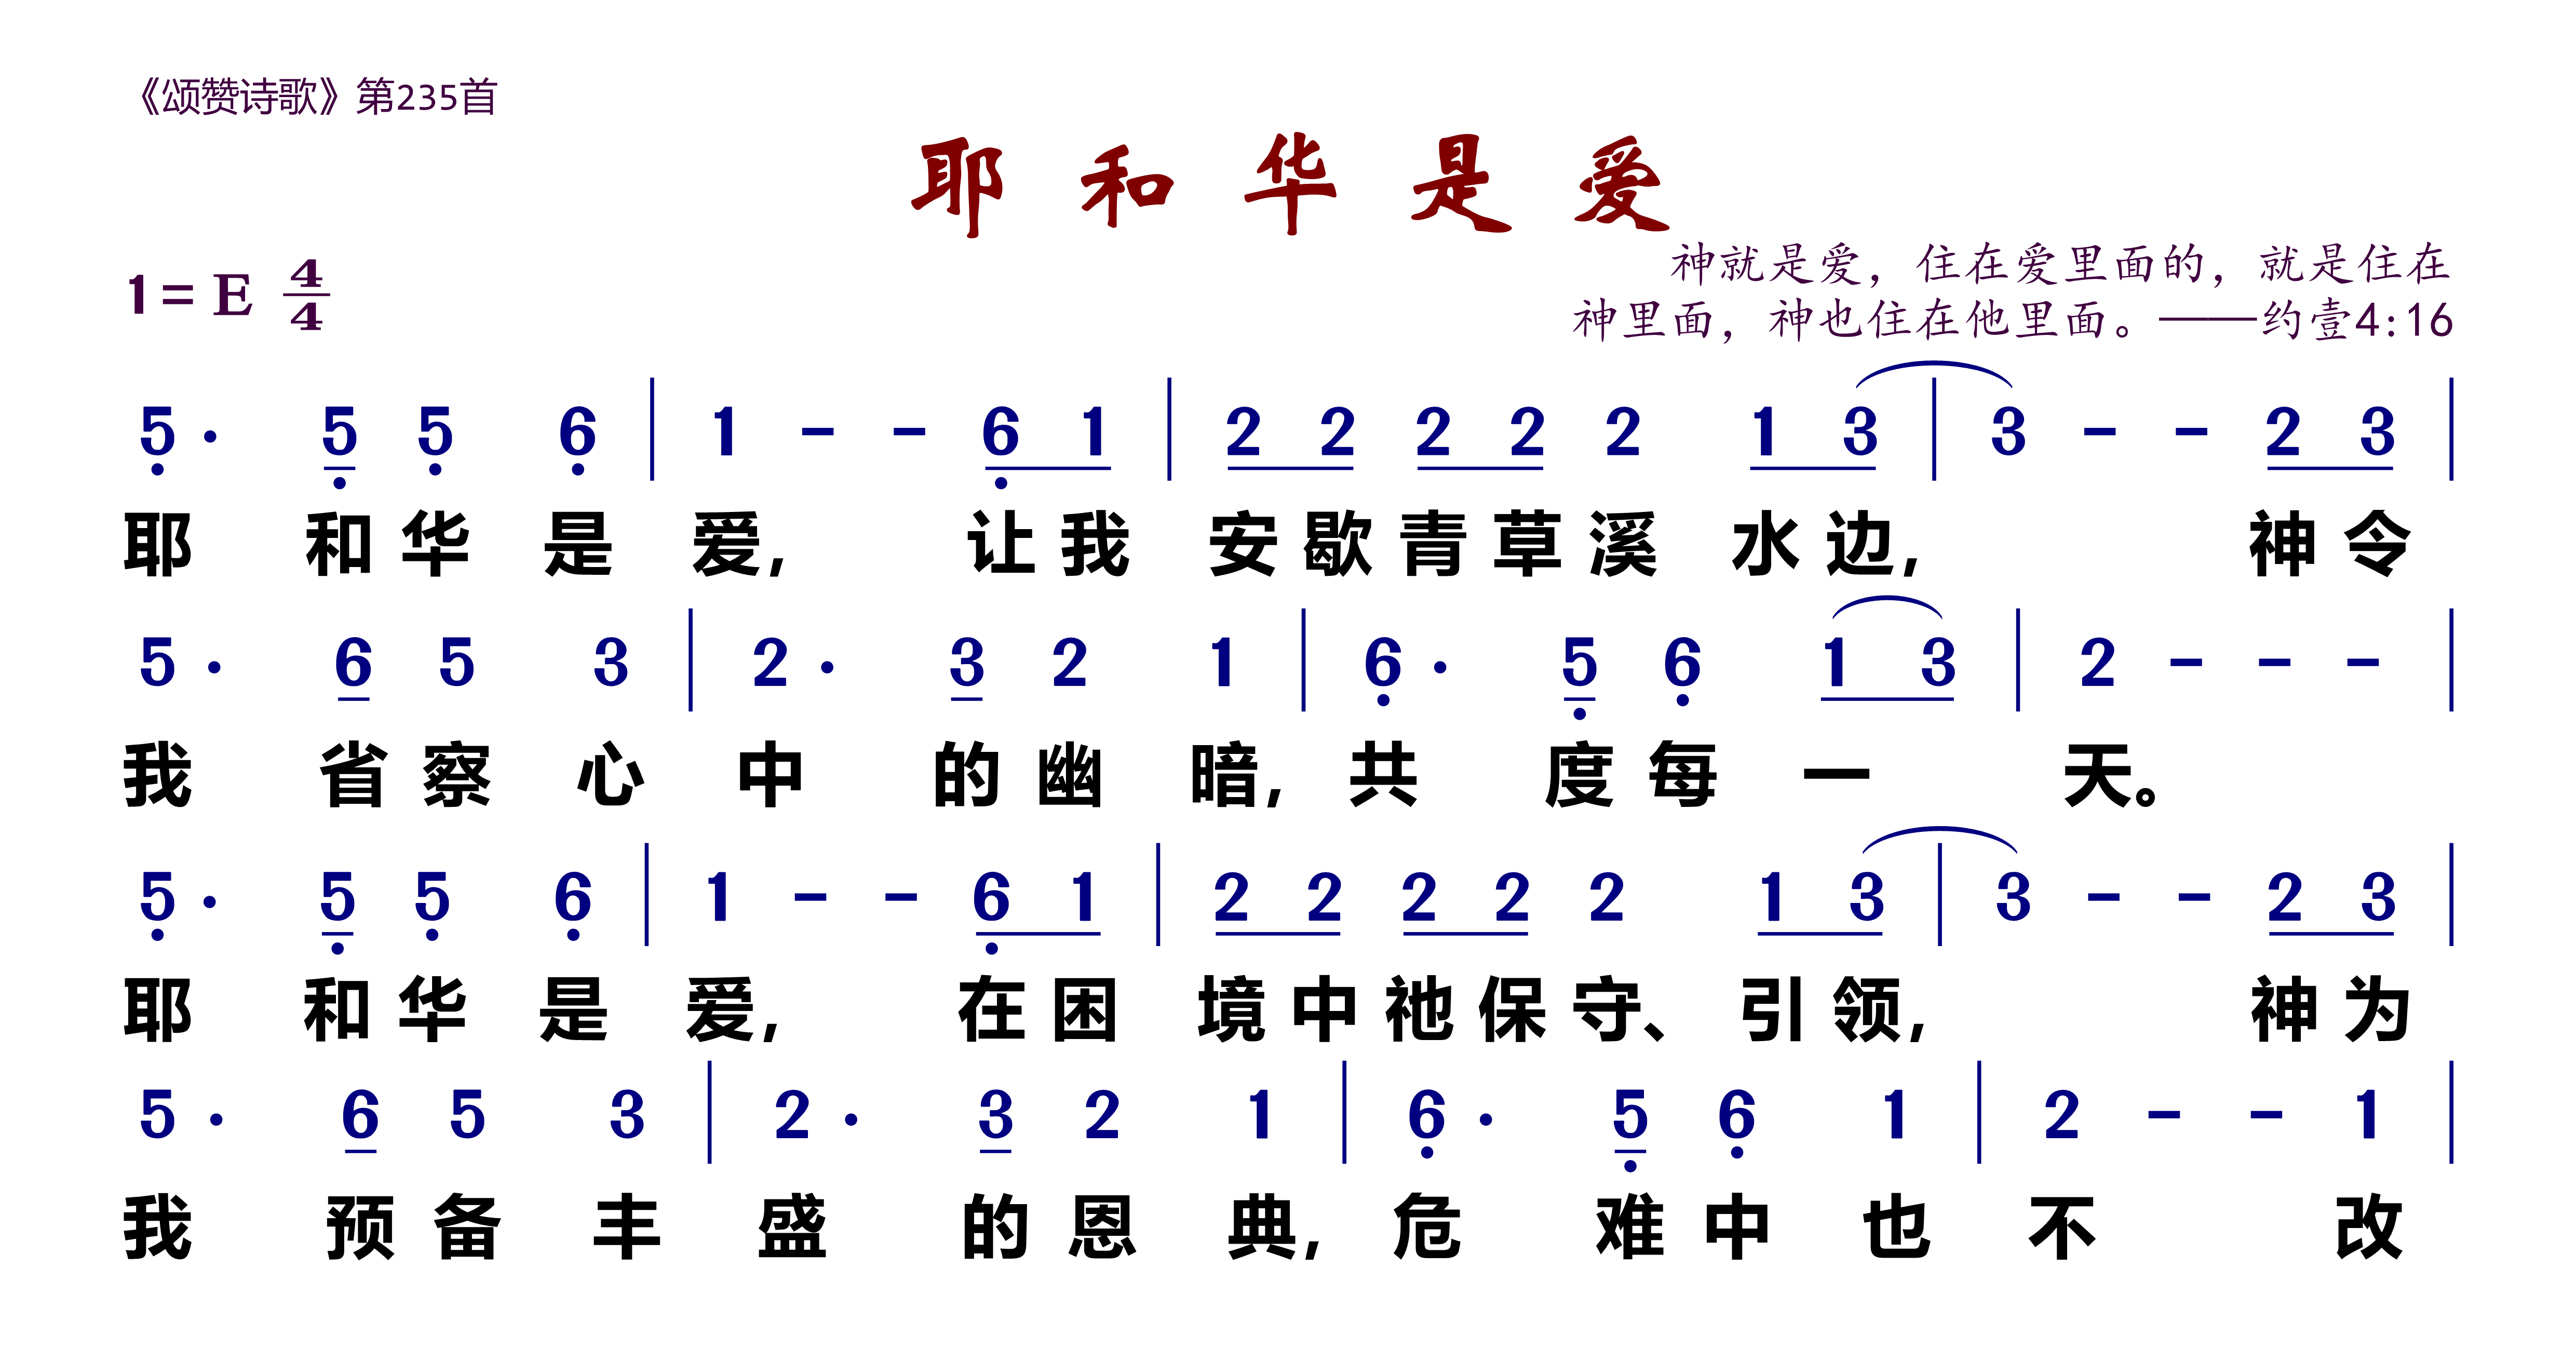 《颂赞诗歌》第235首
耶和华是爱
1=E 4/4
神就是爱，住在爱里面的，就是住在
神里面，神也住在他里面。——约壹4:16
5· 5 5 6 | 1 - - 6 1 | 2 2 2 2 2 1 3 | 3 - - 2 3 |
耶和华是爱，让我安歇青草溪水边，神令
5· 6 5 3 | 2· 3 2 1 | 6· 5 6 1 3 | 2 - - - |
我省察心中的幽暗，共度每一天。
5· 5 5 6 | 1 - - 6 1 | 2 2 2 2 2 1 3 | 3 - - 2 3 |
耶和华是爱，在困境中祂保守、引领，神为
5· 6 5 3 | 2· 3 2 1 | 6· 5 6 1 | 2 - - 1 |
我预备丰盛的恩典，危难中也不改